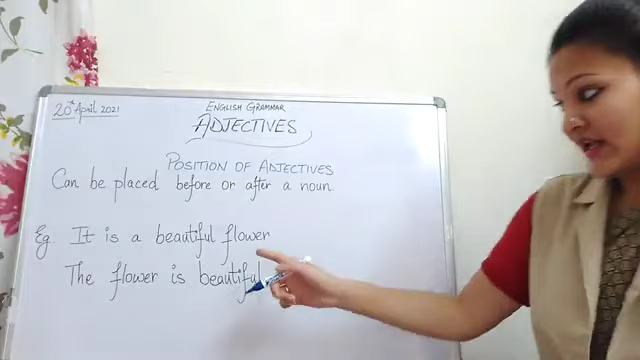 20th April 2021
ENGLISH GRAMMAR
ADJECTIVES
POSITION OF ADJECTIVES
Can be placed before or after a noun.
Eg. It is a beautiful flower
The flower is beautiful